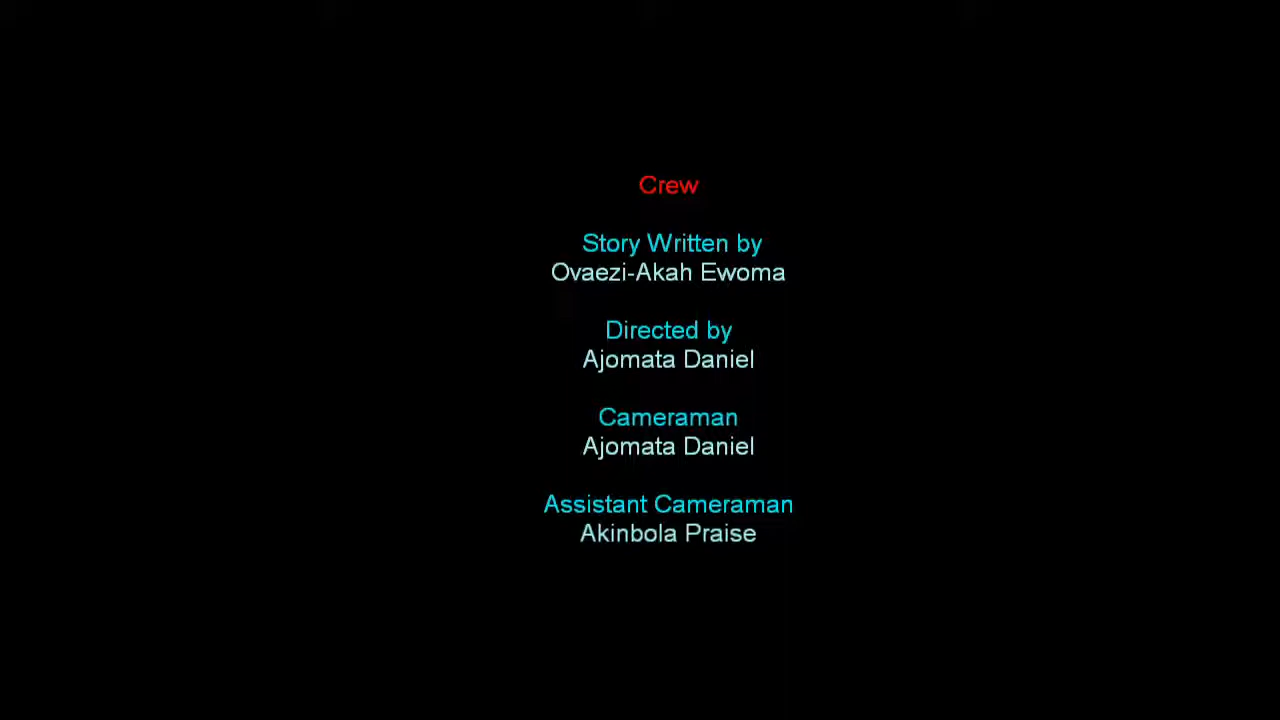 Crew
Story Written by
Ovaezi-Akah Ewoma
Directed by
Ajomata Daniel
Cameraman
Ajomata Daniel
Assistant Cameraman
Akinbola Praise